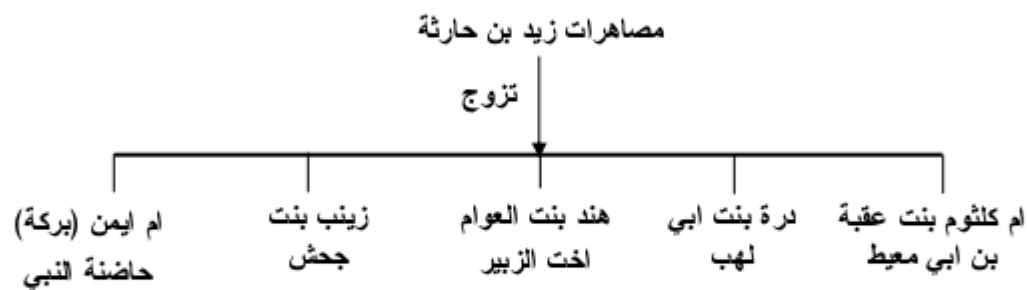 مصاهرات زيد بن حارثة
تزوج
ام كلثوم بنت عقبة
بن ابي معيط
درة بنت ابي
لهب
هند بنت العوام
اخت الزبير
زينب بنت
جحش
ام ايمن (بركة)
حاضنة النبي